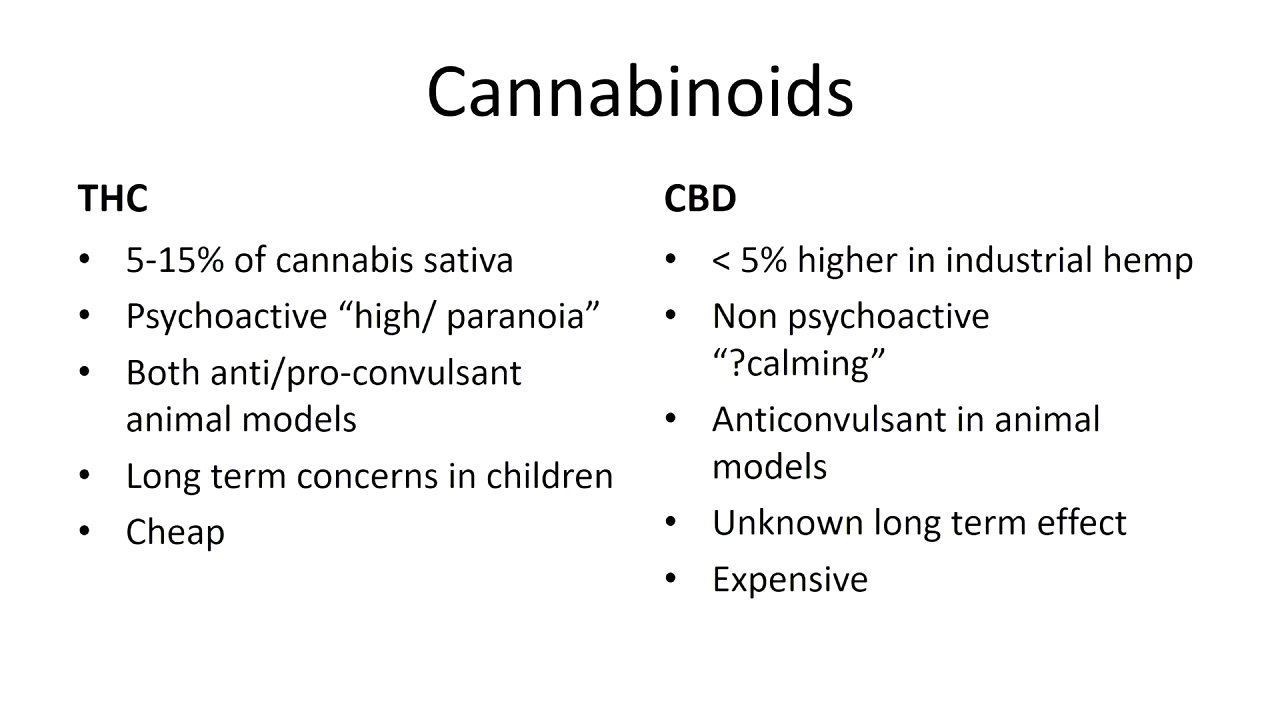 Cannabinoids
THC
• 5-15% of cannabis sativa
• Psychoactive “high/ paranoia”
• Both anti/pro-convulsant
animal models
• Long term concerns in children
• Cheap
CBD
• < 5% higher in industrial hemp
• Non psychoactive
“?calming”
• Anticonvulsant in animal
models
• Unknown long term effect
• Expensive